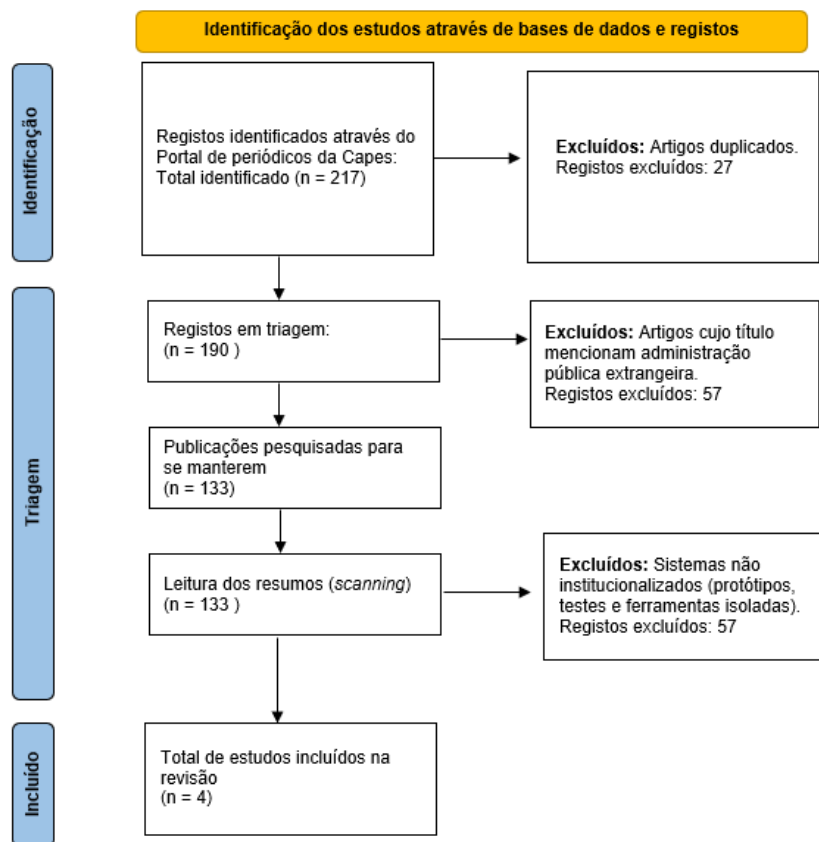 Identificação dos estudos através de bases de dados e registos
Identificação
Registos identificados através do
Portal de periódicos da Capes:
Total identificado (n = 217)
Excluídos: Artigos duplicados.
Registos excluídos: 27
Triagem
Registos em triagem:
(n = 190 )
Excluídos: Artigos cujo título
mencionam administração
pública extrangeira.
Registos excluídos: 57
Publicações pesquisadas para
se manterem
(n = 133)
Leitura dos resumos (scanning)
(n = 133 )
Excluídos: Sistemas não
institucionalizados (protótipos,
testes e ferramentas isoladas).
Registos excluídos: 57
Incluído
Total de estudos incluídos na
revisão
(n = 4)